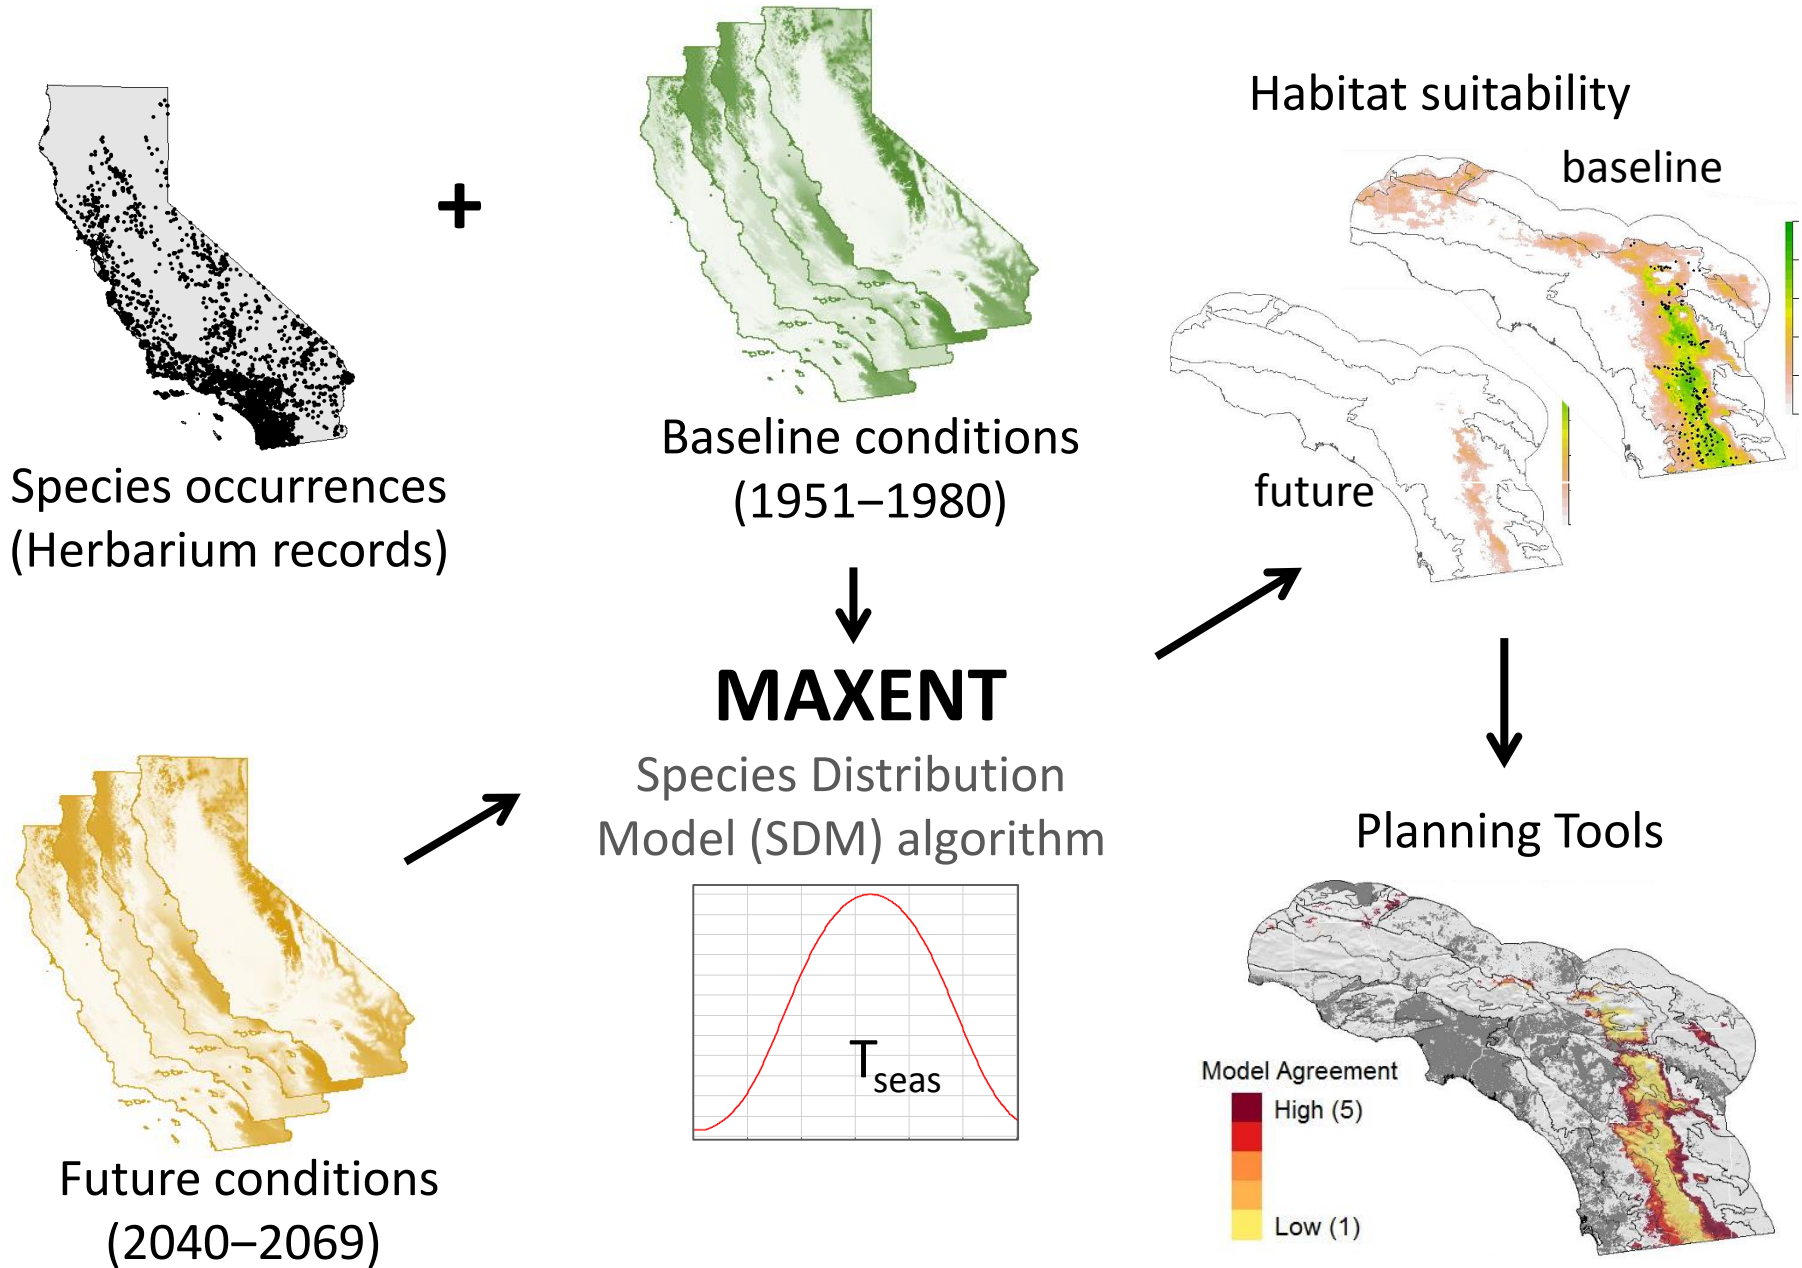 Species occurrences
(Herbarium records)
+
Baseline conditions
(1951–1980)
Habitat suitability
baseline
future
MAXENT
Species Distribution
Model (SDM) algorithm
T seas
Future conditions
(2040–2069)
Planning Tools
Model Agreement
High (5)
Low (1)